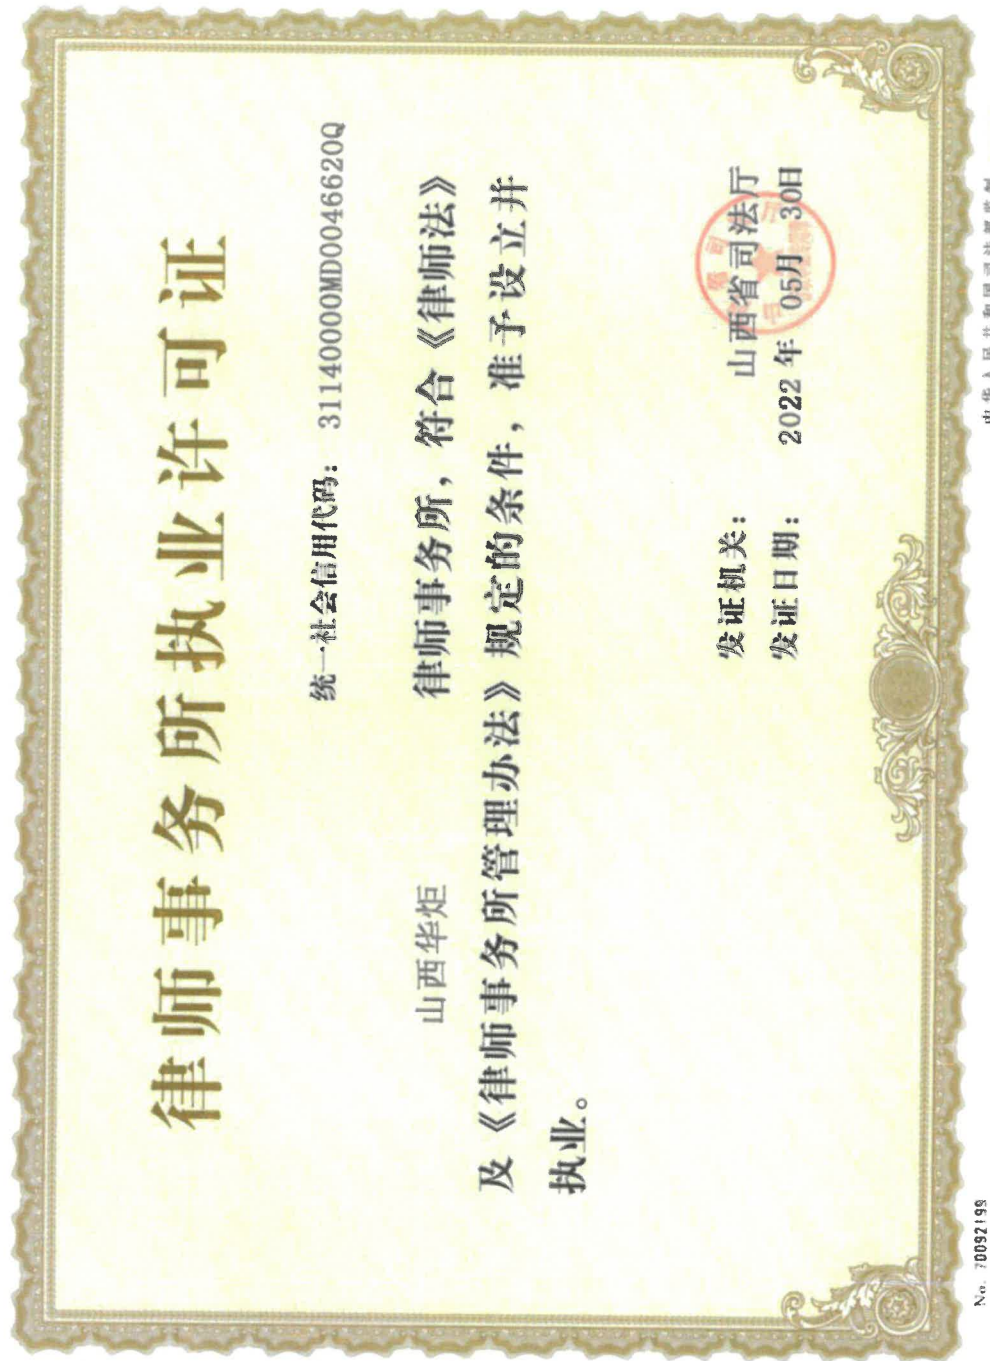 律师事务所执业许可证
统一社会信用代码：31140000MD0046620Q
山西华炬 律师事务所，符合《律师法》
及《律师事务所管理办法》规定的条件，准予设立并
执业。
发证机关： 山西省司法厅
发证日期： 2022 年 05月 30日
No. 70092199